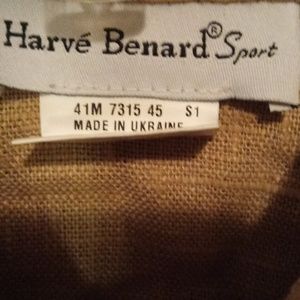 Harvé Benard® Sport
41M 7315 45 S1
MADE IN UKRAINE